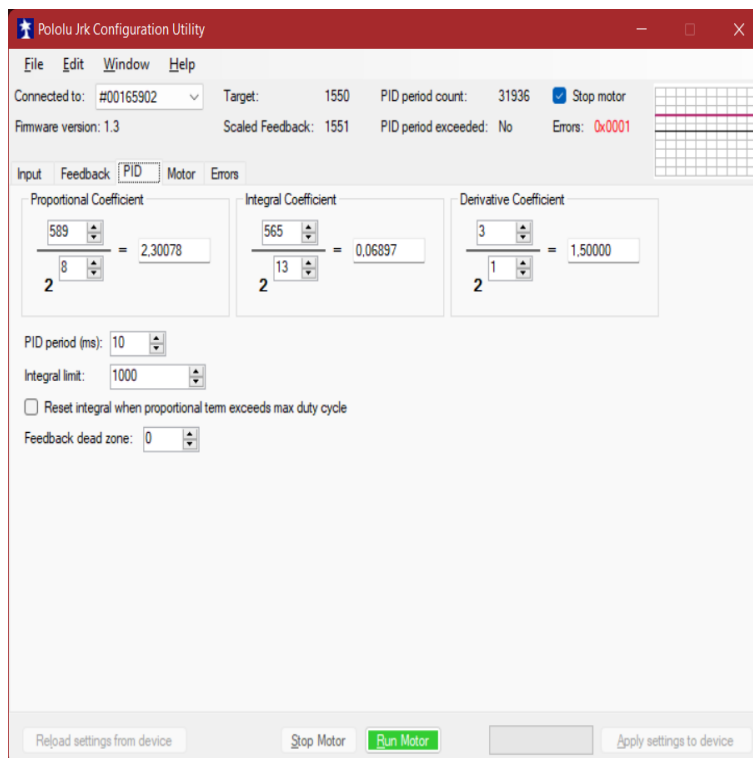 Pololu Jrk Configuration Utility
File Edit Window Help
Connected to: #00165902 Target: 1550 PID period count: 31936 Stop motor
Firmware version: 1.3 Scaled Feedback: 1551 PID period exceeded: No Errors: 0x0001
Input Feedback PID Motor Errors
Proportional Coefficient Integral Coefficient Derivative Coefficient
589 565 3
= 2,30078 = 0,06897 = 1,50000
8 13 1
2 2 2
PID period (ms): 10
Integral limit: 1000
Reset integral when proportional term exceeds max duty cycle
Feedback dead zone: 0
Reload settings from device Stop Motor Run Motor Apply settings to device